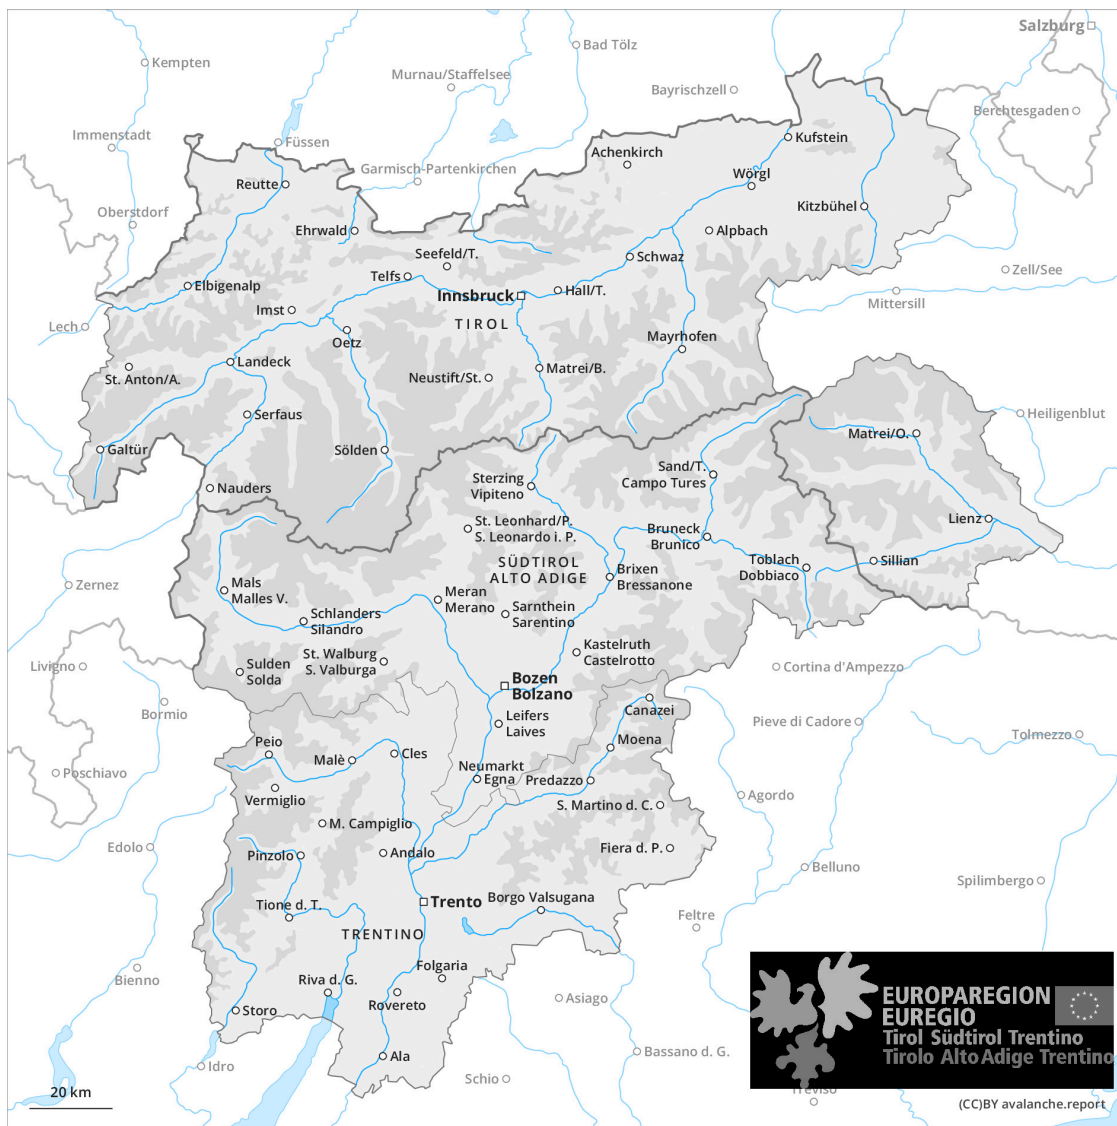 Salzburg
Bad Tölz
Kempten
Murnau/Staffelsee
Bayrischzell
Berchtesgaden
Immenstadt
Füssen
Kufstein
Achenkirch
Garmisch-Partenkirchen
Wörgl
Reutte
Kitzbühel
Oberstdorf
Ehrwald
Alpbach
Seefeld/T.
Schwaz
Zell/See
Telfs
Elbigenalp
Hall/T.
Innsbruck
Mittersill
Imst
TIROL
Lech
Oetz
Mayrhofen
Landeck
Matrei/B.
St. Anton/A.
Neustift/St.
Serfaus
Heiligenblut
Matrei/O.
Galtür
Sölden
Sand/T.
Campo Tures
Sterzing
Vipiteno
Nauders
Lienz
St. Leonhard/P.
S. Leonardo i. P.
Bruneck
Brunico
SÜDTIROL
ALTO ADIGE
Toblach
Dobbiaco
Sillian
Brixen
Bressanone
Zernez
Mals
Malles V.
Meran
Merano
Schlanders
Silandro
Sarnthein
Sarentino
Kastelruth
Castelrotto
St. Walburg
S. Valburga
Livigno
Sulden
Solda
Cortina d'Ampezzo
Bozen
Bolzano
Bormio
Canazei
Leifers
Laives
Pieve di Cadore
Tolmezzo
Moena
Peio
Malè
Cles
Poschiavo
Neumarkt
Egna
Predazzo
Vermiglio
Agordo
S. Martino d. C.
M. Campiglio
Edolo
Pinzolo
Andalo
Fiera d. P.
Belluno
Spilimbergo
Tione d. T.
Trento
Borgo Valsugana
Feltre
TRENTINO
Bienno
Folgaria
Riva d. G.
Rovereto
Storo
Asiago
EUROPAREGION
EUREGIO
Tirol Südtirol Trentino
Tirolo Alto Adige Trentino
Ala
Idro
Bassano d. G.
Schio
20 km
Treviso
(CC)BY avalanche.report